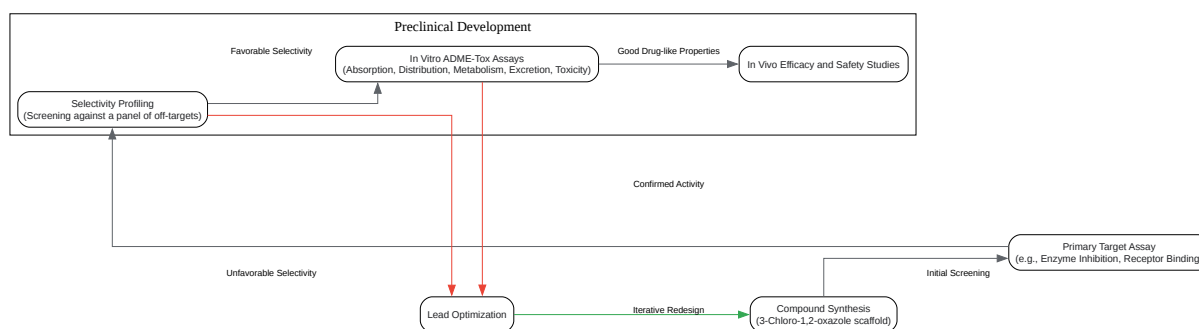 Preclinical Development
Favorable Selectivity
In Vitro ADME-Tox Assays
(Absorption, Distribution, Metabolism, Excretion, Toxicity)
Good Drug-like Properties
In Vivo Efficacy and Safety Studies
Selectivity Profiling
(Screening against a panel of off-targets)
Confirmed Activity
Primary Target Assay
(e.g., Enzyme Inhibition, Receptor Binding
Unfavorable Selectivity
Initial Screening
Lead Optimization
Iterative Redesign
Compound Synthesis
(3-Chloro-1,2-oxazole scaffold)